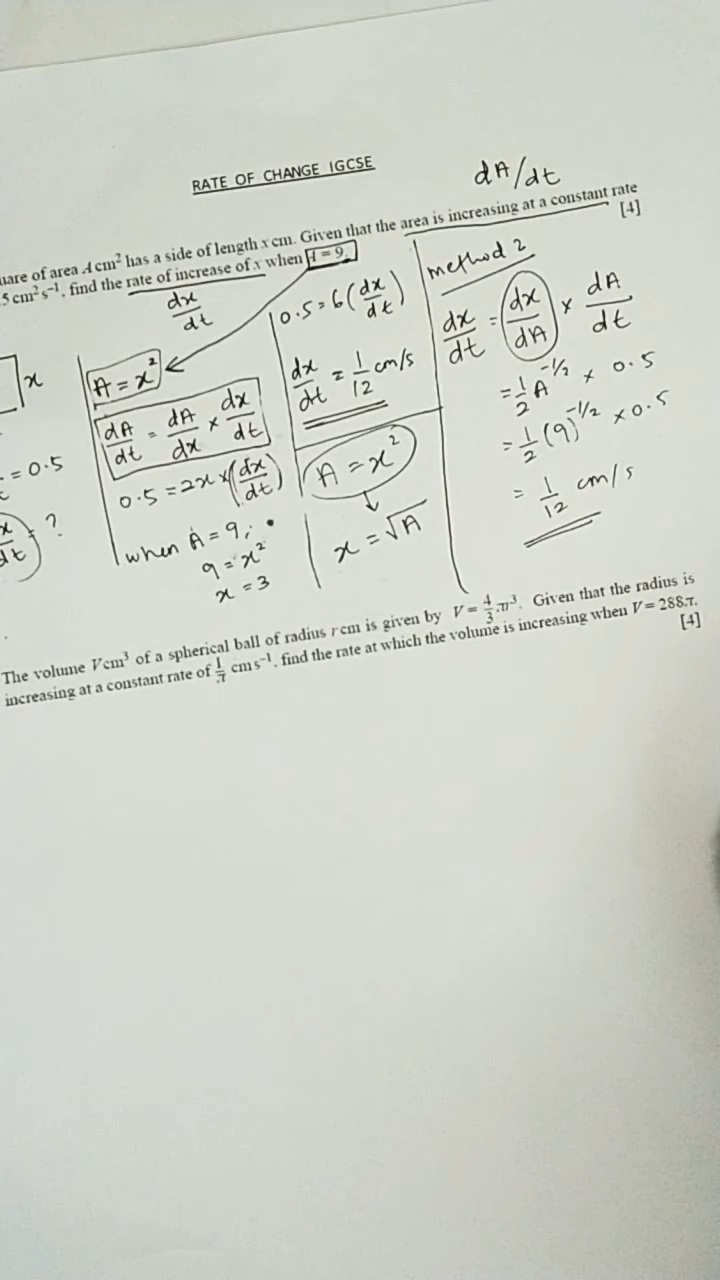 RATE OF CHANGE IGCSE
dA/dt
uare of area A cm² has a side of length x cm. Given that the area is increasing at a constant rate
5 cm² s⁻¹, find the rate of increase of x when A = 9. [4]
dx/dt
x
A = x²
dA/dt = dA/dx × dx/dt
= 0.5
0.5 = 2x × (dx/dt)
dt = ?
when A = 9,
9 = x²
x = 3
0.5 = 6(dx/dt)
dx/dt = 1/12 cm/s
A = x²
↓
x = √A
method 2
dx/dt = (dx/dA) × dA/dt
= 1/2 A^(-1/2) × 0.5
= 1/2 (9)^(-1/2) × 0.5
= 1/12 cm/s
The volume V cm³ of a spherical ball of radius r cm is given by V = 4/3 πr³. Given that the radius is
increasing at a constant rate of 1/π cm s⁻¹, find the rate at which the volume is increasing when V = 288π.
[4]